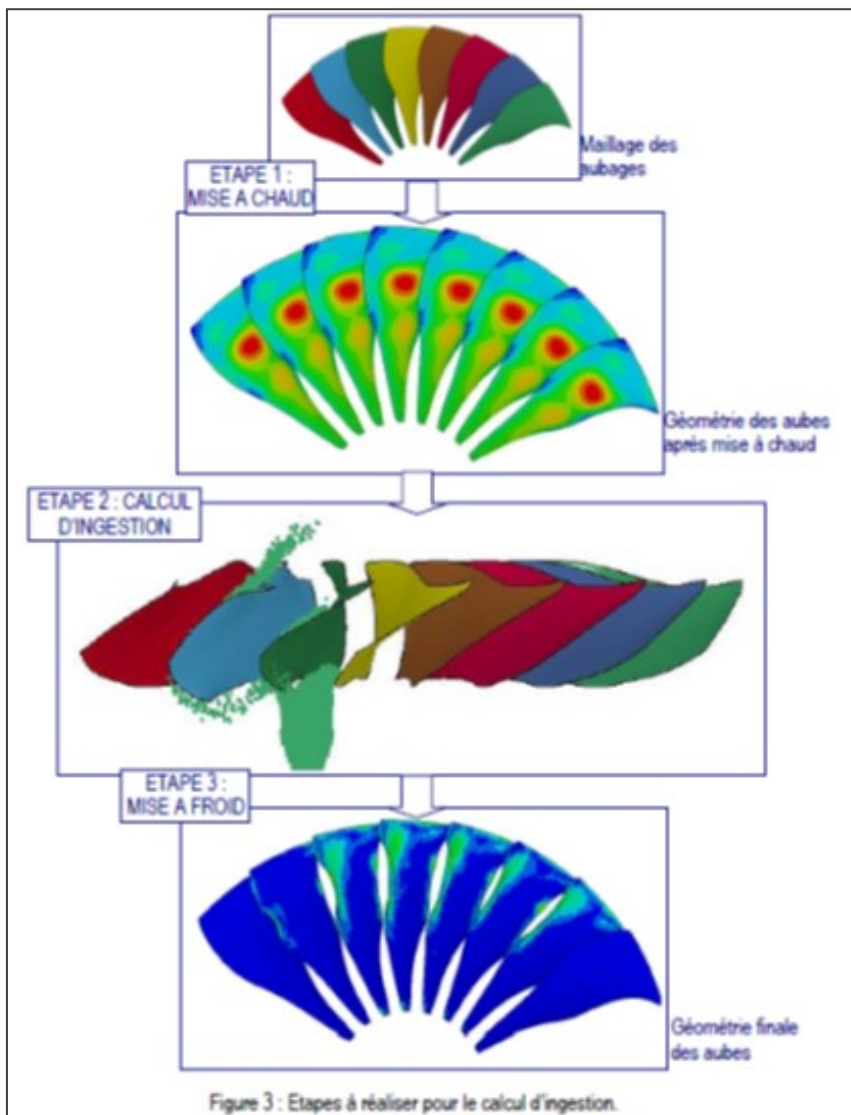 Maillage des
aubages
ETAPE 1 :
MISE A CHAUD
Géométrie des aubes
après mise à chaud
ETAPE 2 : CALCUL
D'INGESTION
ETAPE 3 :
MISE A FROID
Géométrie finale
des aubes
Figure 3 : Etapes à réaliser pour le calcul d'ingestion.